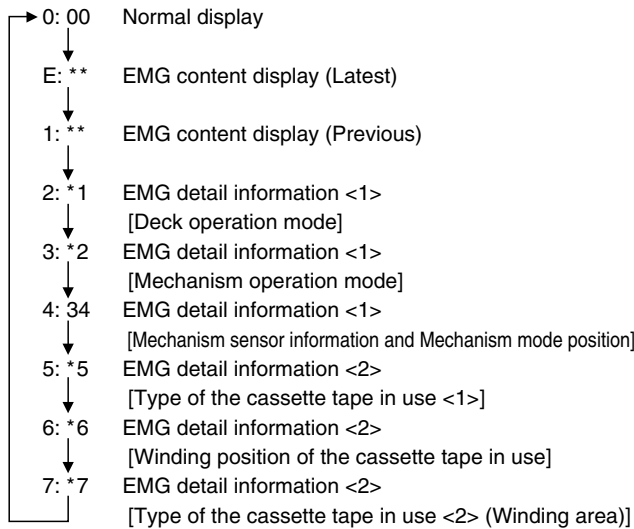 0: 00 Normal display
E: ** EMG content display (Latest)
1: ** EMG content display (Previous)
2: *1 EMG detail information <1>
[Deck operation mode]
3: *2 EMG detail information <1>
[Mechanism operation mode]
4: 34 EMG detail information <1>
[Mechanism sensor information and Mechanism mode position]
5: *5 EMG detail information <2>
[Type of the cassette tape in use <1>]
6: *6 EMG detail information <2>
[Winding position of the cassette tape in use]
7: *7 EMG detail information <2>
[Type of the cassette tape in use <2> (Winding area)]